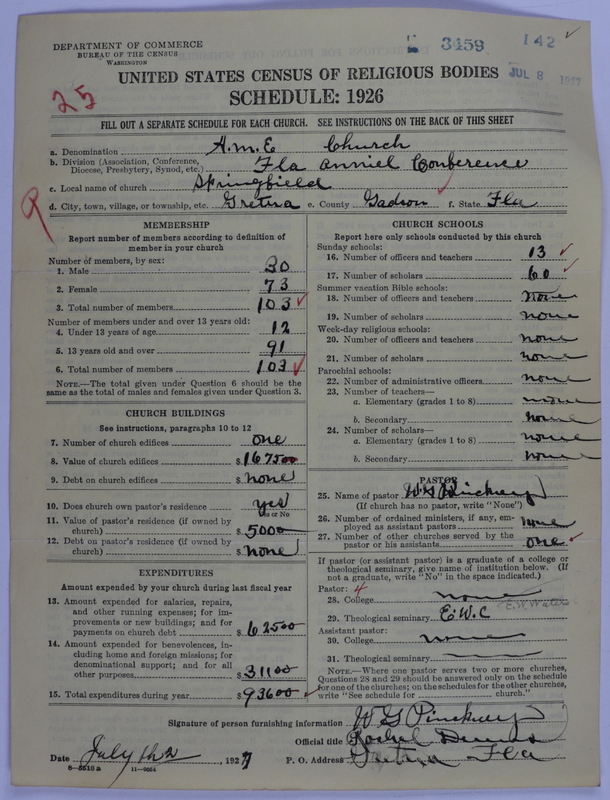 DEPARTMENT OF COMMERCE
BUREAU OF THE CENSUS
WASHINGTON
3459
142 ✓
UNITED STATES CENSUS OF RELIGIOUS BODIES
JUL 8 1927
SCHEDULE: 1926
25
FILL OUT A SEPARATE SCHEDULE FOR EACH CHURCH. SEE INSTRUCTIONS ON THE BACK OF THIS SHEET
a. Denomination A.M.E Church
b. Division (Association, Conference, Diocese, Presbytery, Synod, etc.) Fla anniel Conference
c. Local name of church Springfield
d. City, town, village, or township, etc. Gretna e. County Gadson f. State Fla
MEMBERSHIP
Report number of members according to definition of member in your church
Number of members, by sex:
1. Male 30
2. Female 73
3. Total number of members 103 ✓
Number of members under and over 13 years old:
4. Under 13 years of age 12
5. 13 years old and over 91
6. Total number of members 103 ✓
NOTE.—The total given under Question 6 should be the same as the total of males and females given under Question 3.
CHURCH BUILDINGS
See instructions, paragraphs 10 to 12
7. Number of church edifices one
8. Value of church edifices $ 167500
9. Debt on church edifices $ none
10. Does church own pastor's residence yes
Yes or No
11. Value of pastor's residence (if owned by church) $ 5000
12. Debt on pastor's residence (if owned by church) $ none
EXPENDITURES
Amount expended by your church during last fiscal year
13. Amount expended for salaries, repairs, and other running expenses; for improvements or new buildings; and for payments on church debt $ 62500
14. Amount expended for benevolences, including home and foreign missions; for denominational support; and for all other purposes $ 31100
15. Total expenditures during year $ 93600 ✓
CHURCH SCHOOLS
Report here only schools conducted by this church
Sunday schools:
16. Number of officers and teachers 13 ✓
17. Number of scholars 60 ✓
Summer vacation Bible schools:
18. Number of officers and teachers none
19. Number of scholars none
Week-day religious schools:
20. Number of officers and teachers none
21. Number of scholars none
Parochial schools:
22. Number of administrative officers none
23. Number of teachers—
a. Elementary (grades 1 to 8) none
b. Secondary none
24. Number of scholars—
a. Elementary (grades 1 to 8) none
b. Secondary none
PASTOR
25. Name of pastor W G Pinckney
(If church has no pastor, write "None")
26. Number of ordained ministers, if any, employed as assistant pastors none
27. Number of other churches served by the pastor or his assistants one ✓
If pastor (or assistant pastor) is a graduate of a college or theological seminary, give name of institution below. (If not a graduate, write "No" in the space indicated.)
Pastor: 4
28. College none
29. Theological seminary E.W.C
Assistant pastor:
30. College none
31. Theological seminary
NOTE.—Where one pastor serves two or more churches, Questions 28 and 29 should be answered only on the schedule for one of the churches; on the schedules for the other churches, write "See schedule for church."
Signature of person furnishing information W G Pinckney
Official title Rachel
Date July th 2, 1927
P. O. Address Gretna Fla
8—5510 a 11—9064